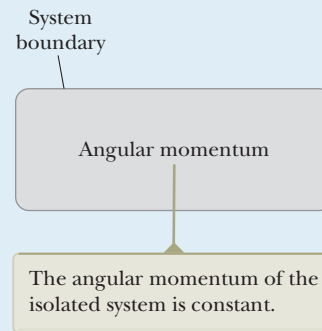 System
boundary
Angular momentum
The angular momentum of the
isolated system is constant.